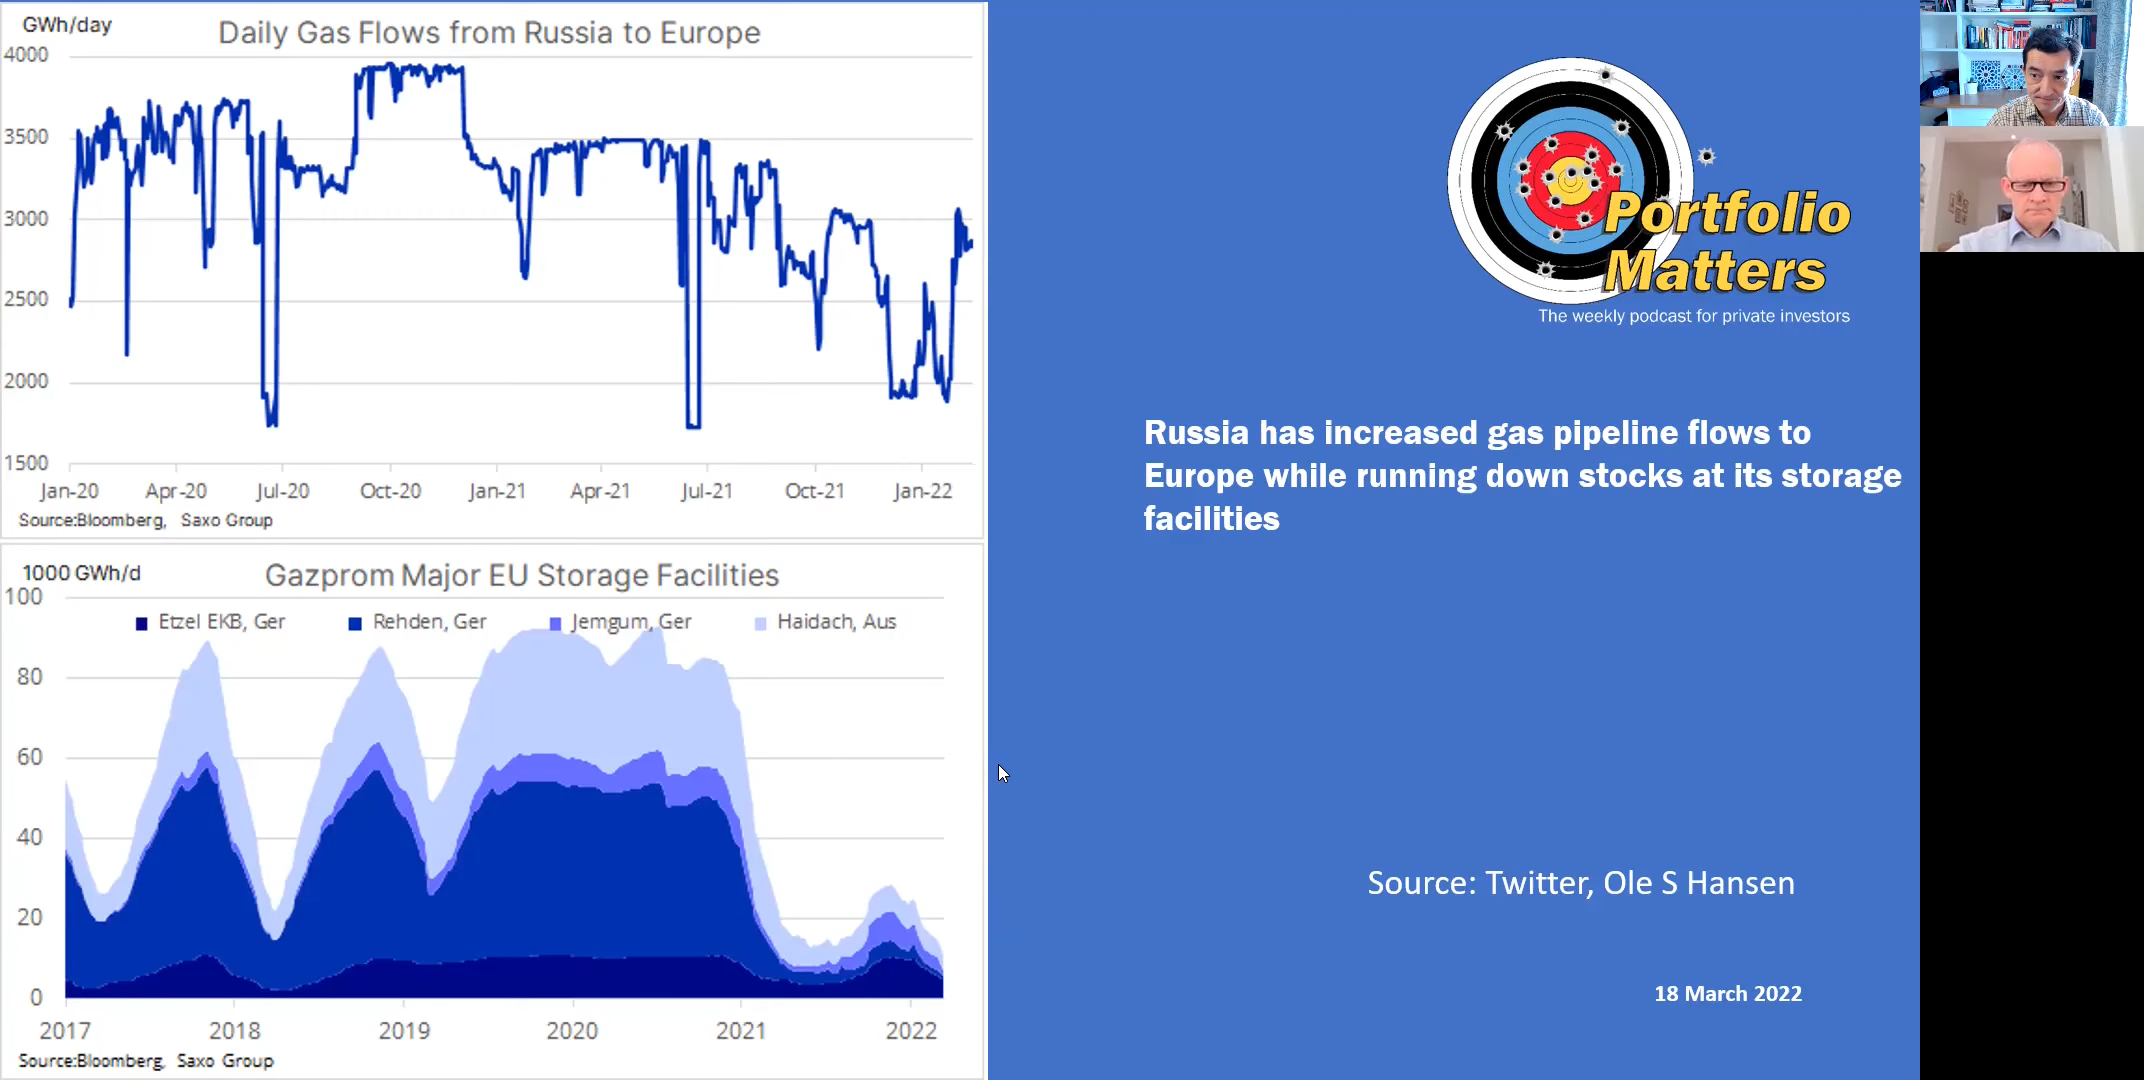 GWh/day
Daily Gas Flows from Russia to Europe
4000
3500
3000
2500
2000
1500
Jan-20 Apr-20 Jul-20 Oct-20 Jan-21 Apr-21 Jul-21 Oct-21 Jan-22
Source:Bloomberg, Saxo Group
1000 GWh/d
Gazprom Major EU Storage Facilities
100
Etzel EKB, Ger Rehden, Ger Jemgum, Ger Haidach, Aus
80
60
40
20
0
2017 2018 2019 2020 2021 2022
Source:Bloomberg, Saxo Group
Portfolio
Matters
The weekly podcast for private investors
Russia has increased gas pipeline flows to
Europe while running down stocks at its storage
facilities
Source: Twitter, Ole S Hansen
18 March 2022